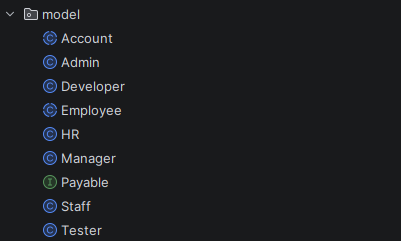 model
Account
Admin
Developer
Employee
HR
Manager
Payable
Staff
Tester